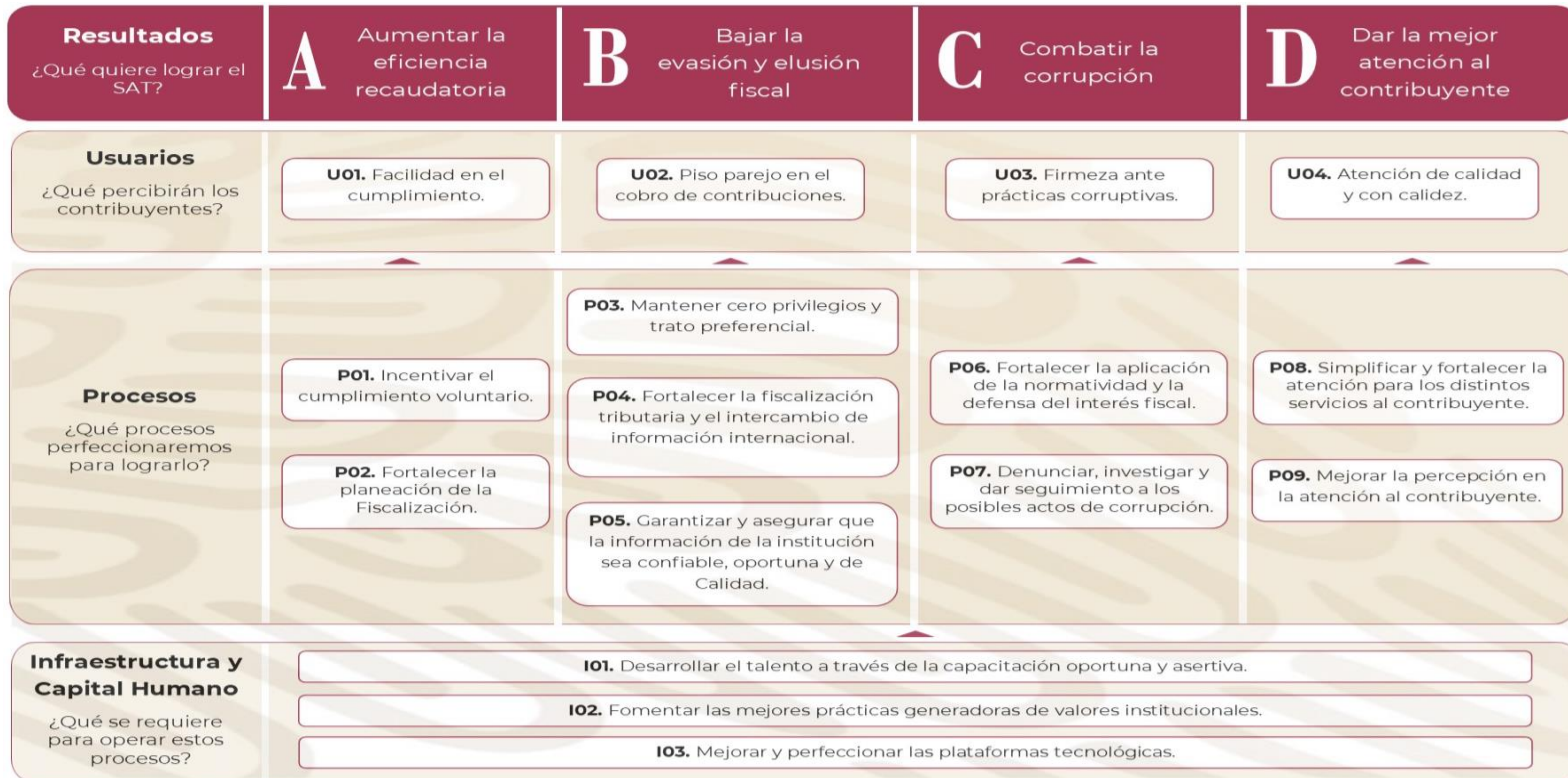 Resultados
¿Qué quiere lograr el
SAT?
A
Aumentar la
eficiencia
recaudatoria
B
Bajar la
evasión y elusión
fiscal
C
Combatir la
corrupción
D
Dar la mejor
atención al
contribuyente
Usuarios
¿Qué percibirán los
contribuyentes?
U01. Facilidad en el
cumplimiento.
U02. Piso parejo en el
cobro de contribuciones.
U03. Firmeza ante
prácticas corruptivas.
U04. Atención de calidad
y con calidez.
Procesos
¿Qué procesos
perfeccionaremos
para lograrlo?
P01. Incentivar el
cumplimiento voluntario.
P02. Fortalecer la
planeación de la
Fiscalización.
P03. Mantener cero privilegios y
trato preferencial.
P04. Fortalecer la fiscalización
tributaria y el intercambio de
información internacional.
P05. Garantizar y asegurar que
la información de la institución
sea confiable, oportuna y de
Calidad.
P06. Fortalecer la aplicación
de la normatividad y la
defensa del interés fiscal.
P07. Denunciar, investigar y
dar seguimiento a los
posibles actos de corrupción.
P08. Simplificar y fortalecer la
atención para los distintos
servicios al contribuyente.
P09. Mejorar la percepción en
la atención al contribuyente.
Infraestructura y
Capital Humano
¿Qué se requiere
para operar estos
procesos?
I01. Desarrollar el talento a través de la capacitación oportuna y asertiva.
I02. Fomentar las mejores prácticas generadoras de valores institucionales.
I03. Mejorar y perfeccionar las plataformas tecnológicas.